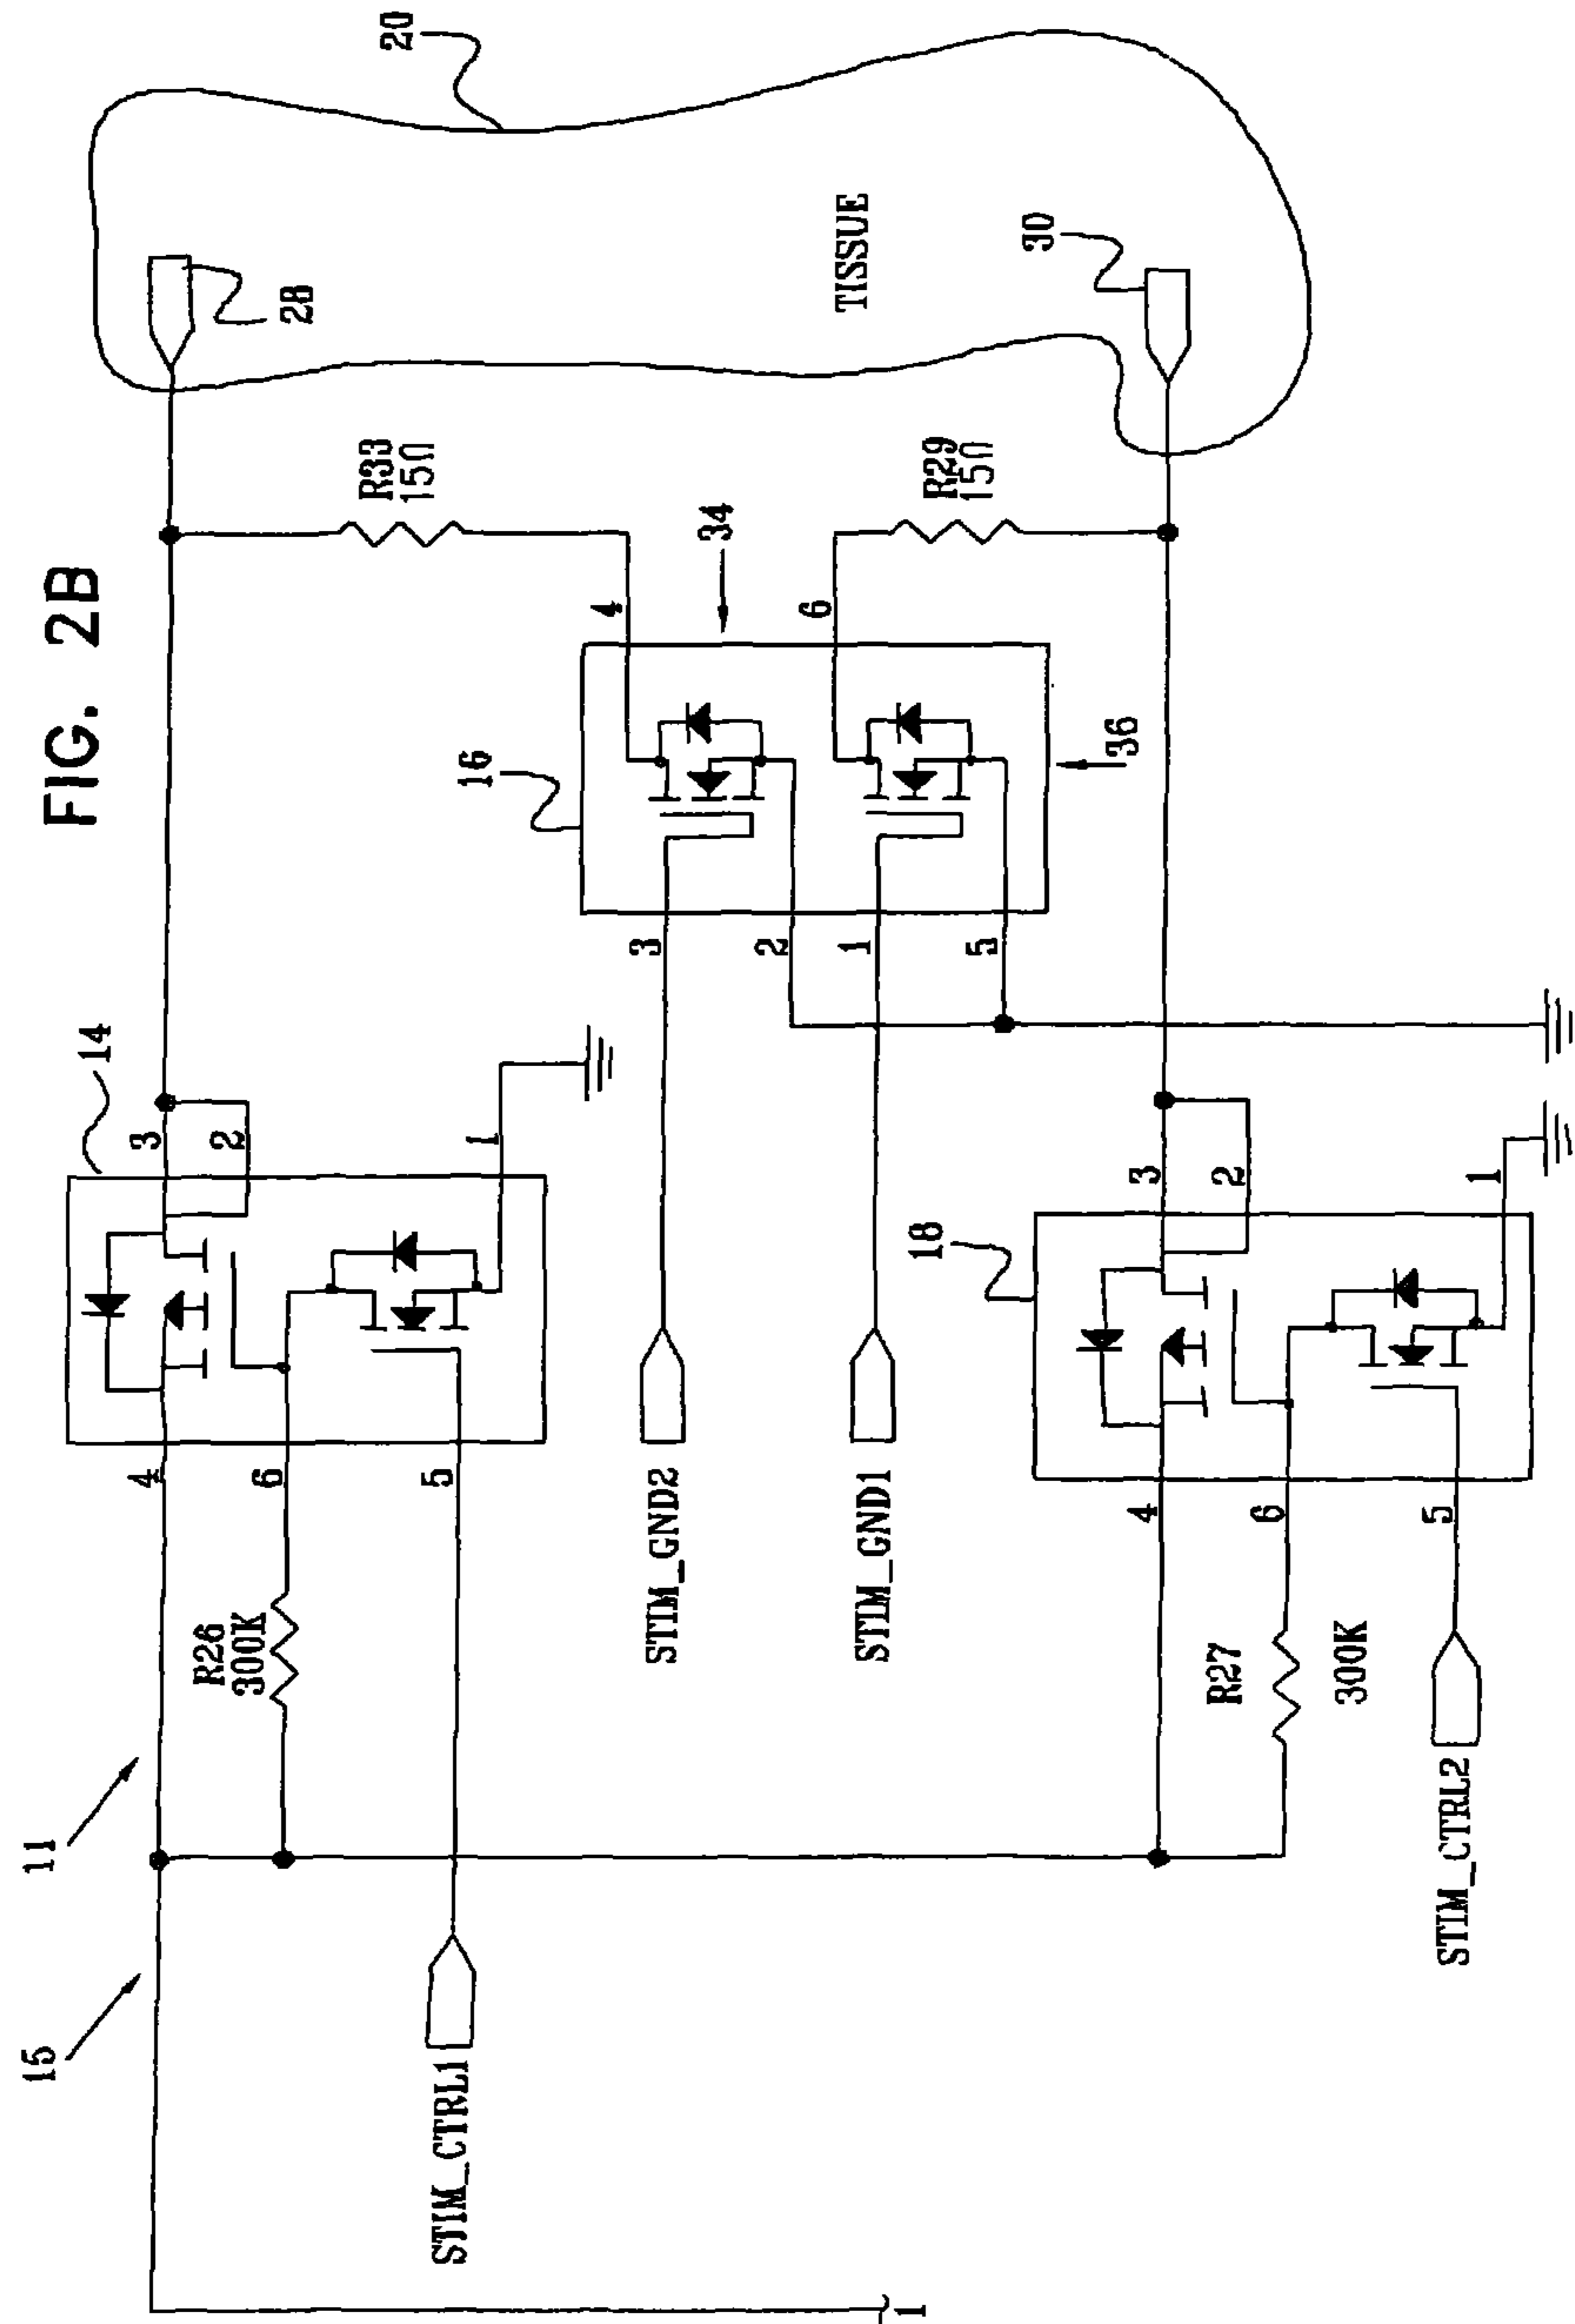 FIG. 2B
15
11
14
4
3
R26
300K
2
6
28
20
R33
15Ω
STIM_CTRL1
5
1
16
4
STIM_GND2
3
34
2
6
TISSUE
STIM_GND1
1
1
18
R29
15Ω
5
30
36
4
3
R27
2
6
300K
STIM_CTRL2
5
1